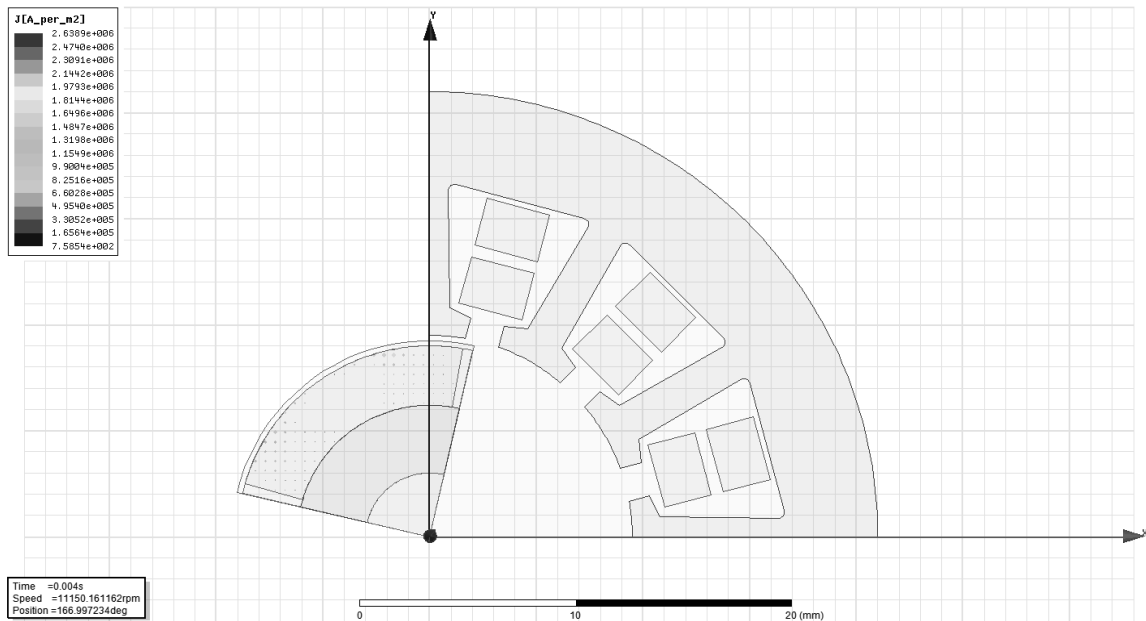 J[A_per_m2]
2.6389e+006
2.4740e+006
2.3091e+006
2.1442e+006
1.9793e+006
1.8144e+006
1.6496e+006
1.4847e+006
1.3198e+006
1.1549e+006
9.9004e+005
8.2516e+005
6.6028e+005
4.9540e+005
3.3052e+005
1.6564e+005
7.5854e+002
Y
X
Time =0.004s
Speed =11150.161162rpm
Position =166.997234deg
0 10 20 (mm)